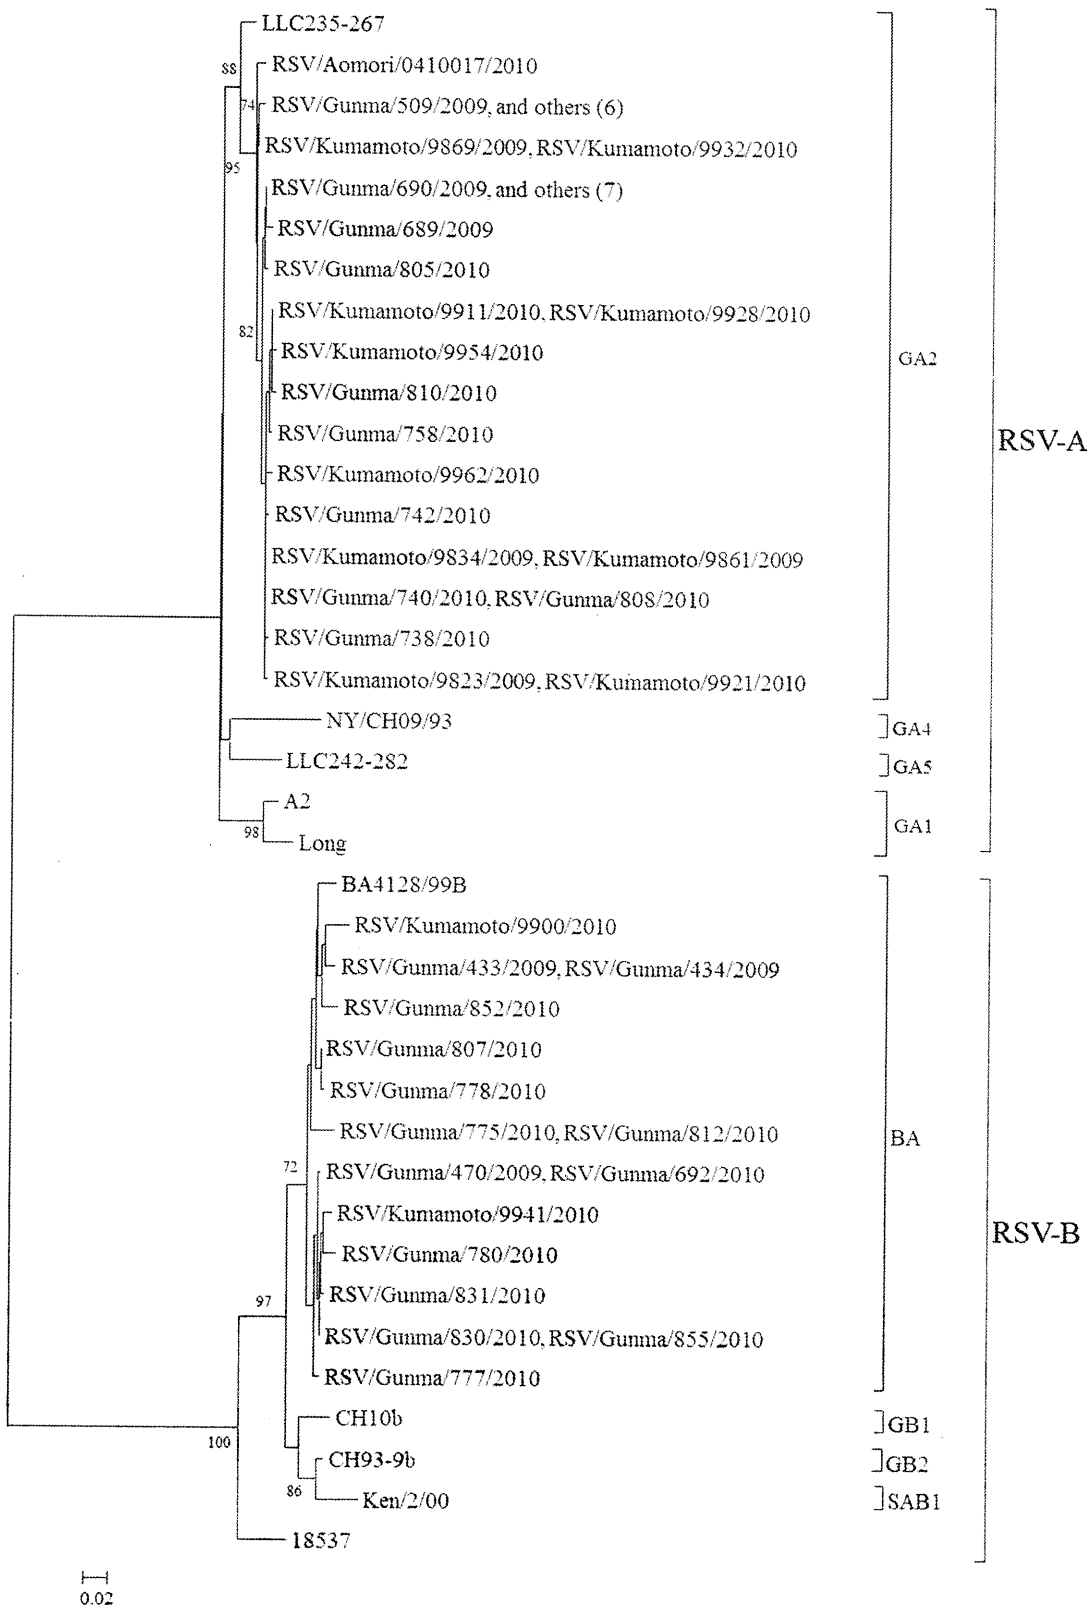 LLC235-267
88
RSV/Aomori/0410017/2010
74
RSV/Gunma/509/2009, and others (6)
RSV/Kumamoto/9869/2009, RSV/Kumamoto/9932/2010
95
RSV/Gunma/690/2009, and others (7)
RSV/Gunma/689/2009
RSV/Gunma/805/2010
RSV/Kumamoto/9911/2010, RSV/Kumamoto/9928/2010
82
RSV/Kumamoto/9954/2010
GA2
RSV/Gunma/810/2010
RSV/Gunma/758/2010
RSV-A
RSV/Kumamoto/9962/2010
RSV/Gunma/742/2010
RSV/Kumamoto/9834/2009, RSV/Kumamoto/9861/2009
RSV/Gunma/740/2010, RSV/Gunma/808/2010
RSV/Gunma/738/2010
RSV/Kumamoto/9823/2009, RSV/Kumamoto/9921/2010
NY/CH09/93
GA4
LLC242-282
GA5
A2
GA1
98
Long
BA4128/99B
RSV/Kumamoto/9900/2010
RSV/Gunma/433/2009, RSV/Gunma/434/2009
RSV/Gunma/852/2010
RSV/Gunma/807/2010
RSV/Gunma/778/2010
RSV/Gunma/775/2010, RSV/Gunma/812/2010
BA
72
RSV/Gunma/470/2009, RSV/Gunma/692/2010
RSV/Kumamoto/9941/2010
RSV-B
RSV/Gunma/780/2010
97
RSV/Gunma/831/2010
RSV/Gunma/830/2010, RSV/Gunma/855/2010
RSV/Gunma/777/2010
CH10b
GB1
100
CH93-9b
GB2
86
Ken/2/00
SAB1
18537
0.02